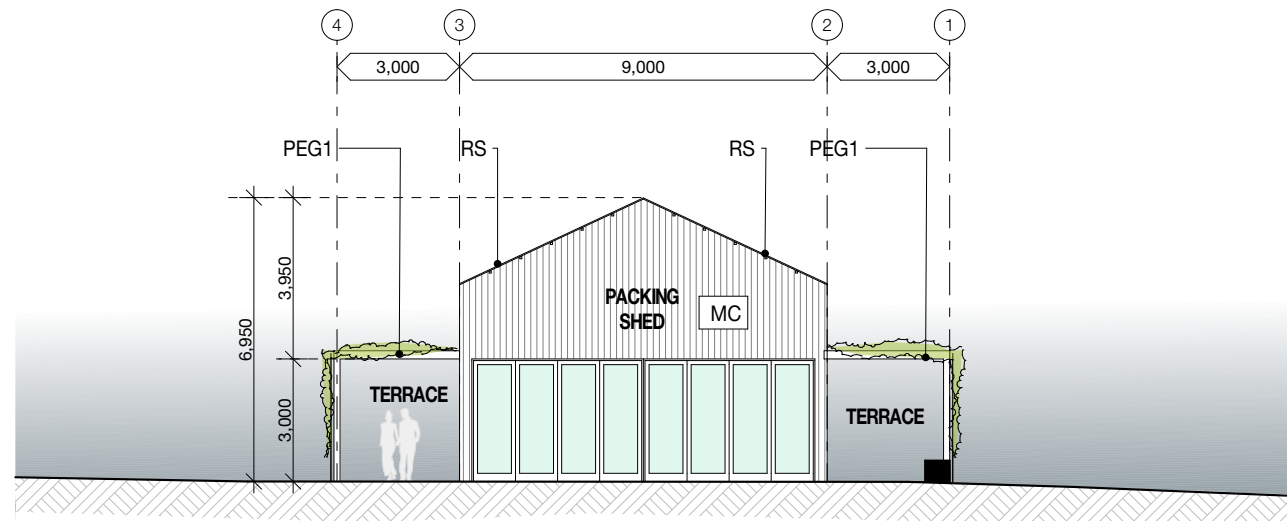 4
3
2
1
3,000
9,000
3,000
PEG1
RS
RS
PEG1
6,950
3,950
3,000
PACKING
SHED
MC
TERRACE
TERRACE